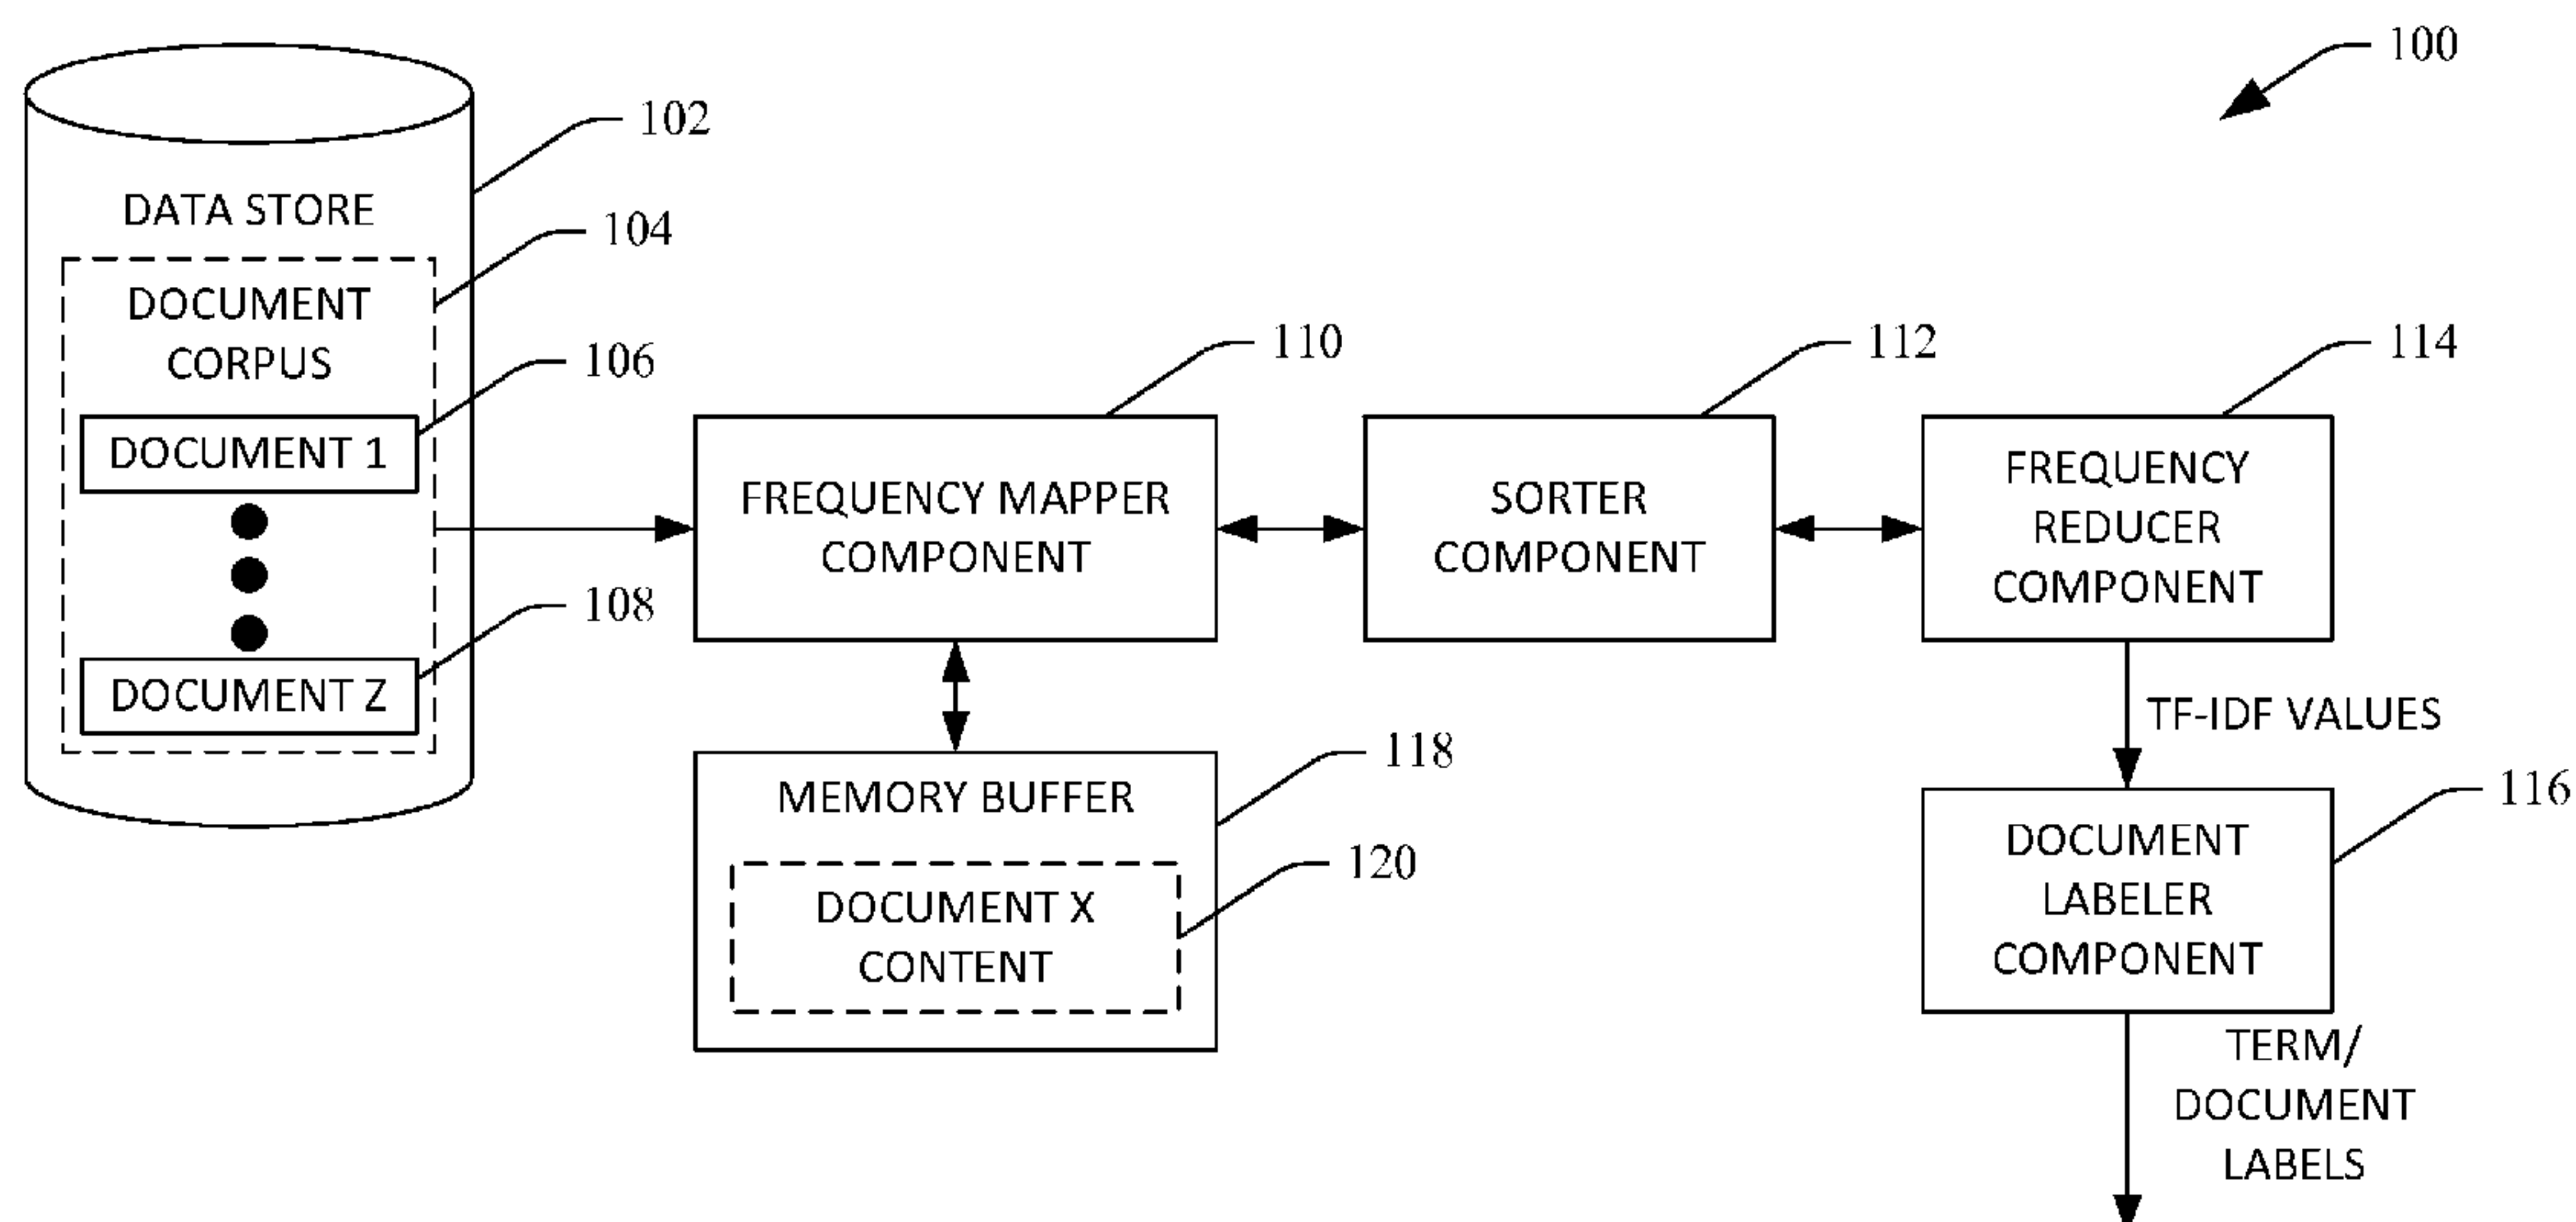 100
102
DATA STORE
104
DOCUMENT
CORPUS
106
DOCUMENT 1
108
DOCUMENT Z
110
FREQUENCY MAPPER
COMPONENT
112
SORTER
COMPONENT
114
FREQUENCY
REDUCER
COMPONENT
TF-IDF VALUES
118
MEMORY BUFFER
120
DOCUMENT X
CONTENT
116
DOCUMENT
LABELER
COMPONENT
TERM/
DOCUMENT
LABELS